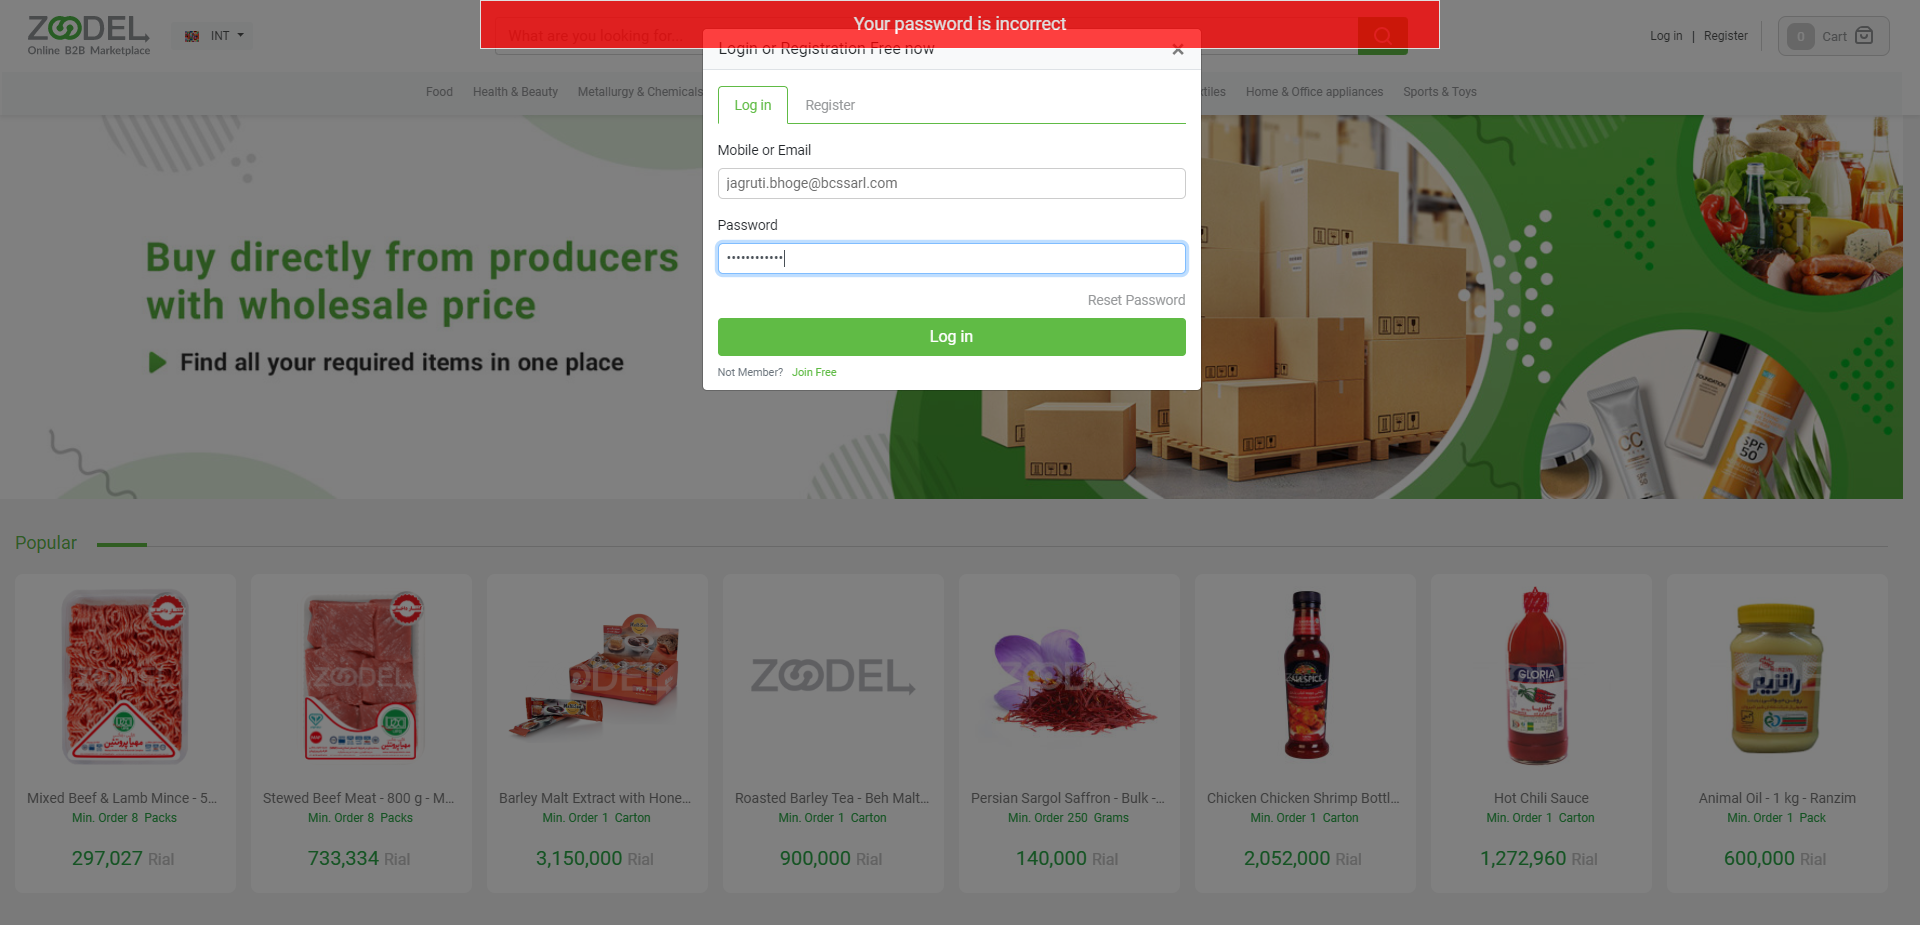 Your password is incorrect
ZOODEL
Online B2B Marketplace
INT
What are you looking for...
Log in | Register
0 Cart
Login or Registration Free now
×
Food
Health & Beauty
Metallurgy & Chemicals
Home & Office appliances
Sports & Toys
Log in
Register
Mobile or Email
jagruti.bhoge@bcssarl.com
Password
••••••••••••
Reset Password
Log in
Not Member? Join Free
Buy directly from producers
with wholesale price
Find all your required items in one place
FOUNDATION
CC
SPF
50
Popular
ZOODEL
GLORIA
Mixed Beef & Lamb Mince - 5...
Min. Order 8 Packs
297,027 Rial
Stewed Beef Meat - 800 g - M...
Min. Order 8 Packs
733,334 Rial
Barley Malt Extract with Hone...
Min. Order 1 Carton
3,150,000 Rial
Roasted Barley Tea - Beh Malt...
Min. Order 1 Carton
900,000 Rial
Persian Sargol Saffron - Bulk -...
Min. Order 250 Grams
140,000 Rial
Chicken Chicken Shrimp Bottl...
Min. Order 1 Carton
2,052,000 Rial
Hot Chili Sauce
Min. Order 1 Carton
1,272,960 Rial
Animal Oil - 1 kg - Ranzim
Min. Order 1 Pack
600,000 Rial